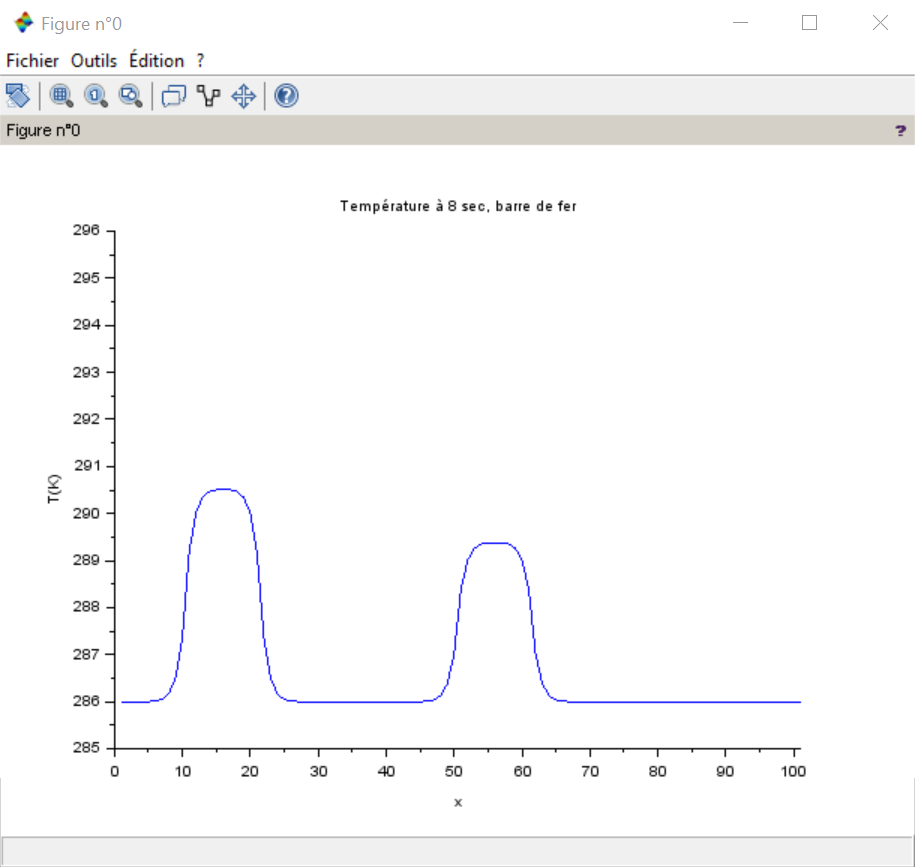 Figure n°0
Fichier Outils Édition ?
Figure n°0 ?
Température à 8 sec, barre de fer
296
295
294
293
292
291
290
289
288
287
286
285
T(K)
0 10 20 30 40 50 60 70 80 90 100
x